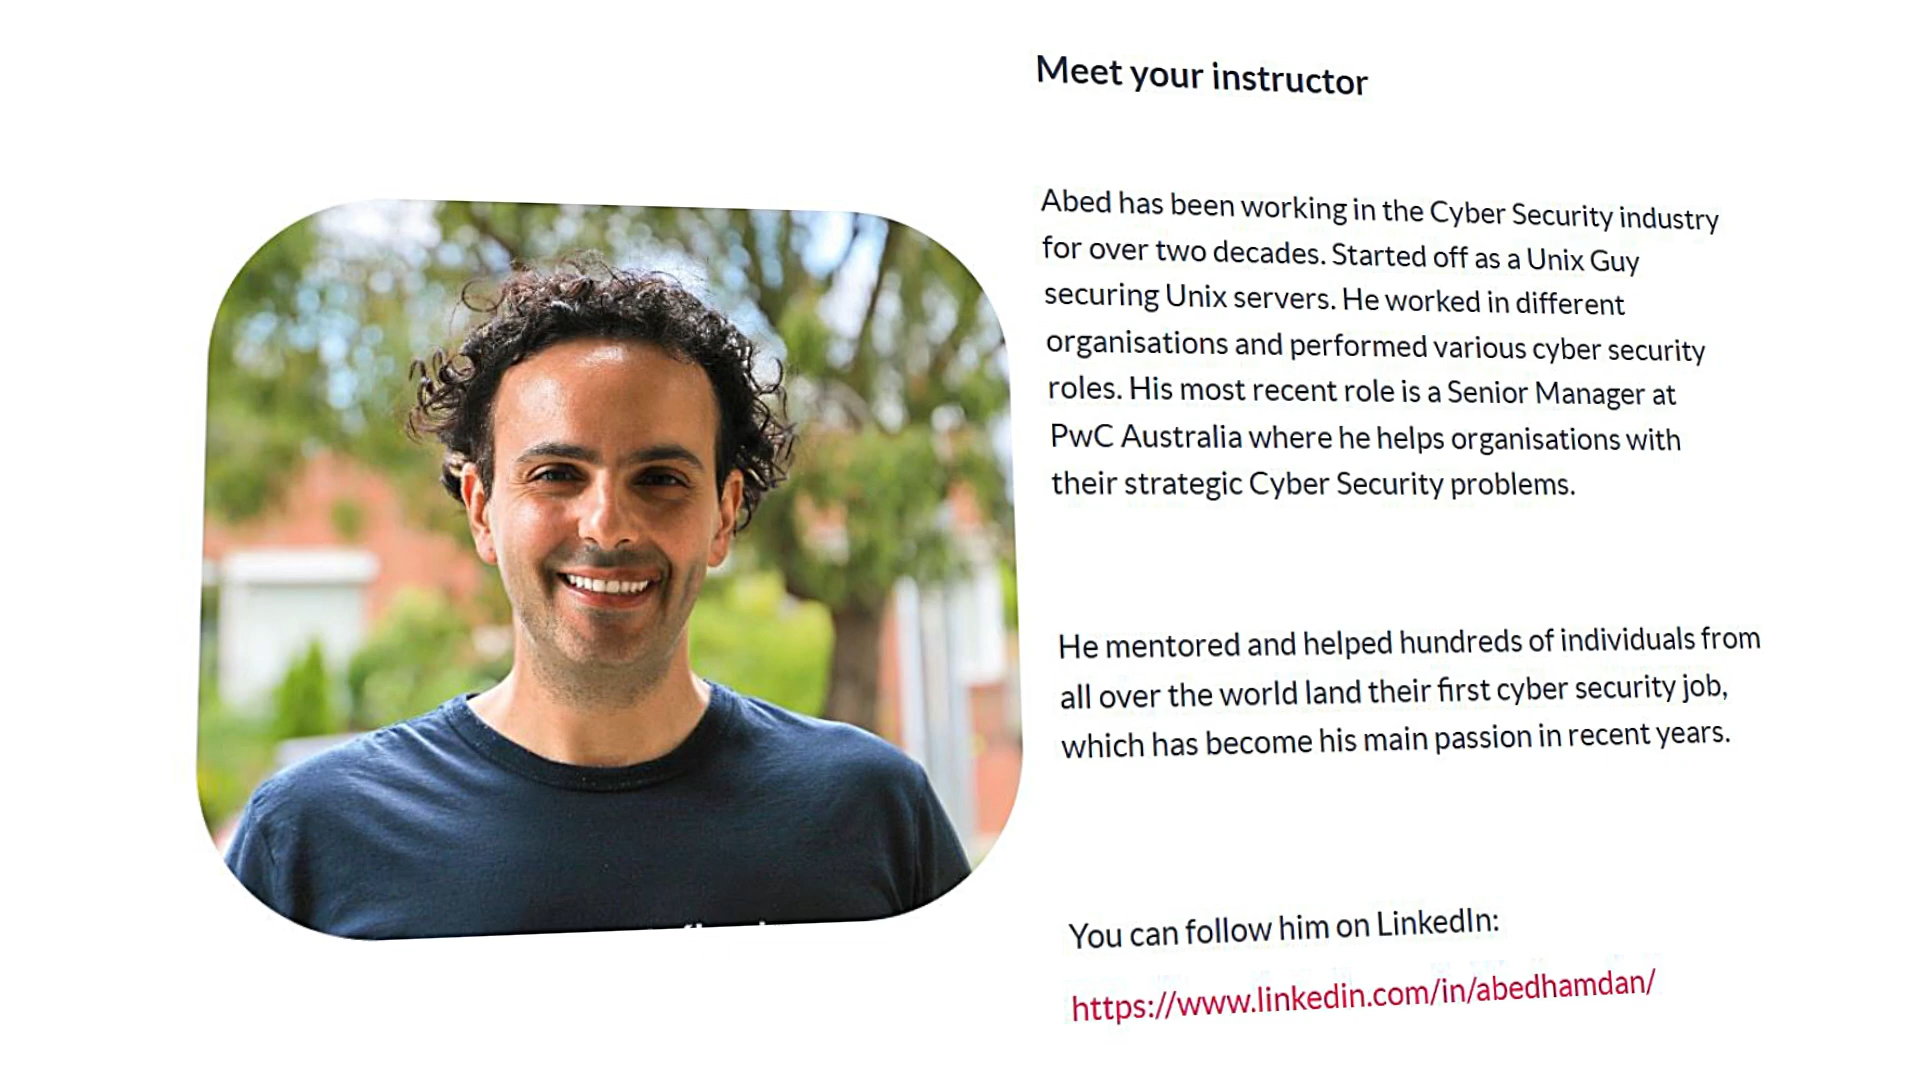 Meet your instructor
Abed has been working in the Cyber Security industry
for over two decades. Started off as a Unix Guy
securing Unix servers. He worked in different
organisations and performed various cyber security
roles. His most recent role is a Senior Manager at
PwC Australia where he helps organisations with
their strategic Cyber Security problems.
He mentored and helped hundreds of individuals from
all over the world land their first cyber security job,
which has become his main passion in recent years.
You can follow him on LinkedIn:
https://www.linkedin.com/in/abedhamdan/